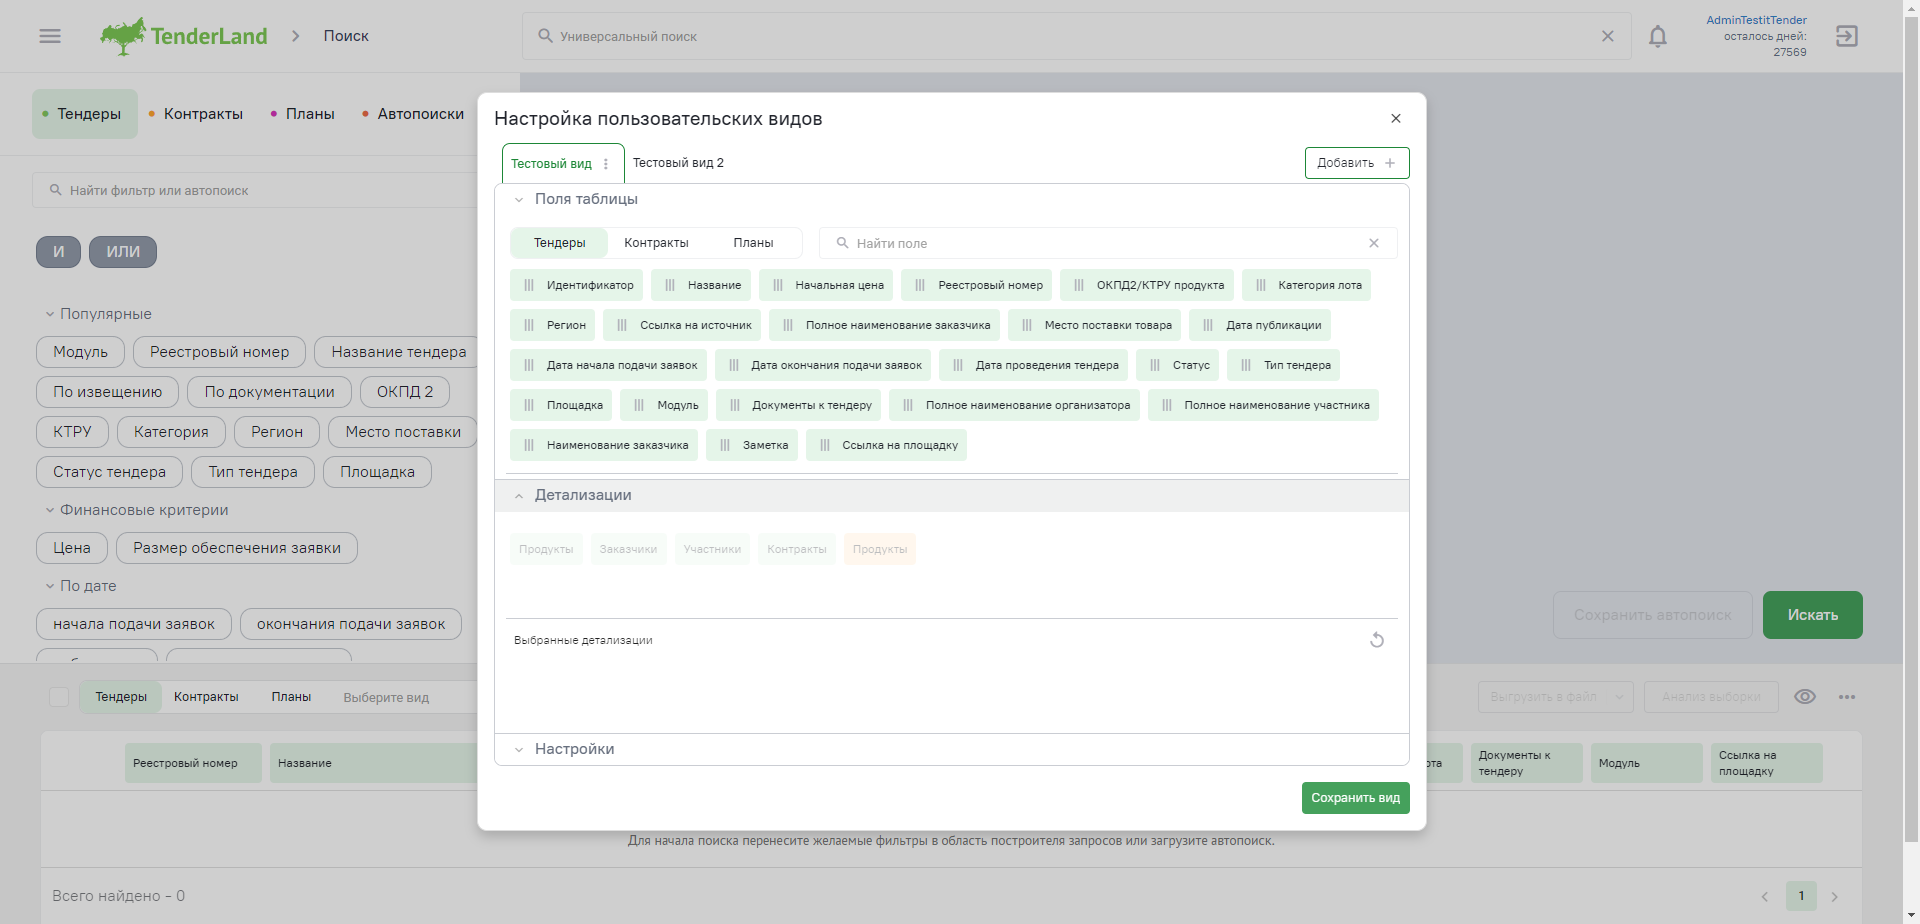 TenderLand
Поиск
Универсальный поиск
AdminTestitTender
осталось дней:
27569
Тендеры Контракты Планы Автопоиски
Найти фильтр или автопоиск
И ИЛИ
Популярные
Модуль Реестровый номер Название тендера
По извещению По документации ОКПД 2
КТРУ Категория Регион Место поставки
Статус тендера Тип тендера Площадка
Финансовые критерии
Цена Размер обеспечения заявки
По дате
начала подачи заявок окончания подачи заявок
Настройка пользовательских видов
Тестовый вид Тестовый вид 2 Добавить
Поля таблицы
Тендеры Контракты Планы Найти поле
Идентификатор Название Начальная цена Реестровый номер ОКПД2/КТРУ продукта Категория лота
Регион Ссылка на источник Полное наименование заказчика Место поставки товара Дата публикации
Дата начала подачи заявок Дата окончания подачи заявок Дата проведения тендера Статус Тип тендера
Площадка Модуль Документы к тендеру Полное наименование организатора Полное наименование участника
Наименование заказчика Заметка Ссылка на площадку
Детализации
Продукты Заказчики Участники Контракты Продукты
Выбранные детализации
Настройки
Сохранить вид
Сохранить автопоиск Искать
Тендеры Контракты Планы Выберите вид Выгрузить в файл Анализ выборки
Реестровый номер Название ота Документы к тендеру Модуль Ссылка на площадку
Для начала поиска перенесите желаемые фильтры в область построителя запросов или загрузите автопоиск.
Всего найдено - 0
1